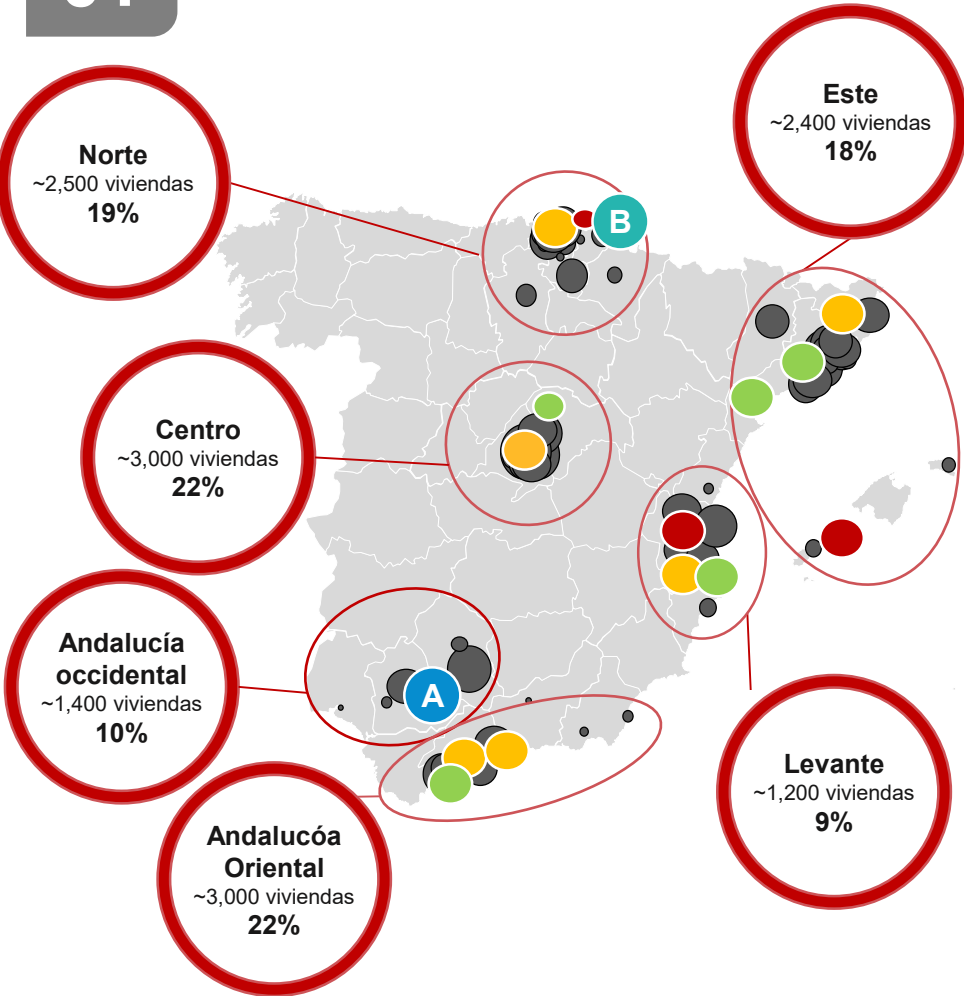 Este
~2,400 viviendas
18%
Norte
~2,500 viviendas
19%
B
Centro
~3,000 viviendas
22%
Andalucía
occidental
~1,400 viviendas
10%
A
Levante
~1,200 viviendas
9%
Andalucóa
Oriental
~3,000 viviendas
22%